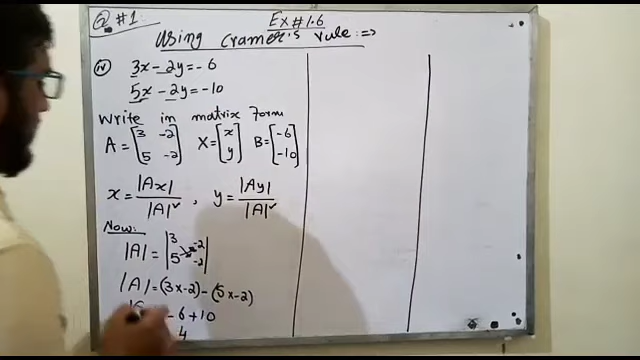 Q #1 Ex#1.6
Using Cramer's rule :⇒
(iv) 3x-2y=-6
5x-2y=-10
Write in matrix form
A = [3 -2; 5 -2] X = [x; y] B = [-6; -10]
x = |Ax| / |A| , y = |Ay| / |A|
Now:
|A| = |3 -2; 5 -2|
|A| = (3x-2) - (5x-2)
-6+10
4